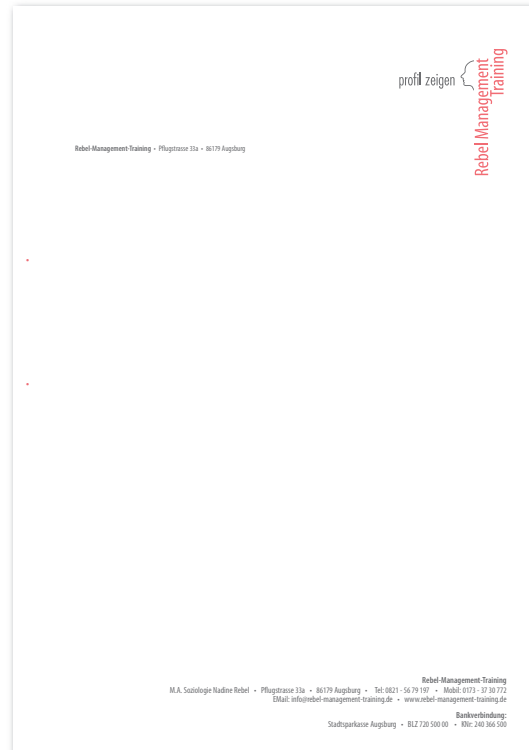 profil zeigen
Rebel Management
Training
Rebel-Management-Training • Pflugstrasse 33a • 86179 Augsburg
Rebel-Management-Training
M.A. Soziologie Nadine Rebel • Pflugstrasse 33a • 86179 Augsburg • Tel: 0821 - 56 79 197 • Mobil: 0173 - 37 30 772
EMail: info@rebel-management-training.de • www.rebel-management-training.de
Bankverbindung:
Stadtsparkasse Augsburg • BLZ 720 500 00 • KNr: 240 366 500